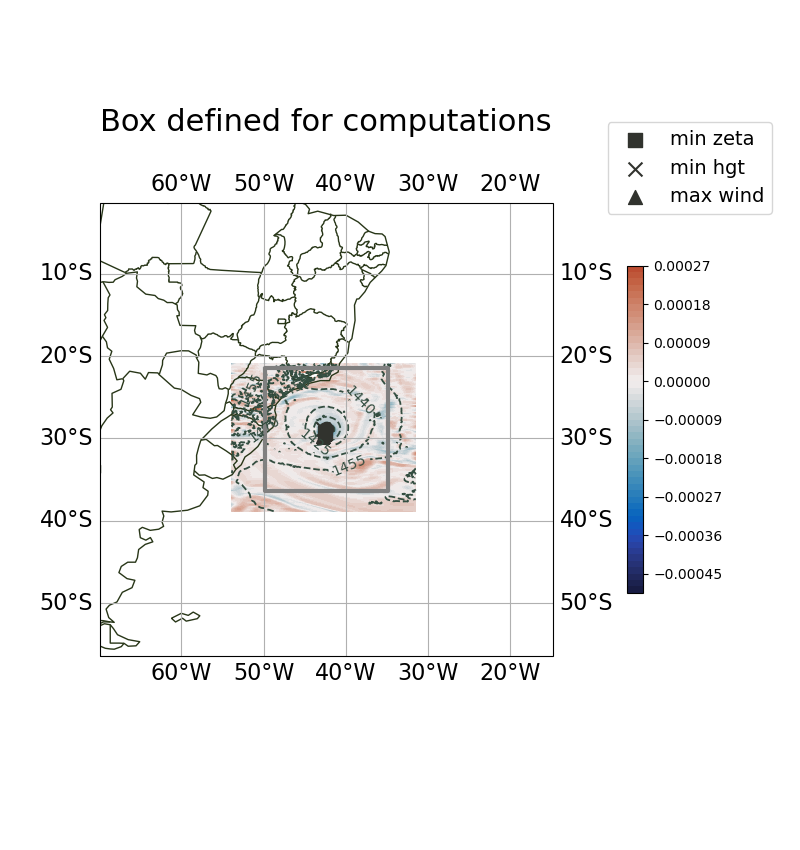 Box defined for computations
min zeta
min hgt
max wind
60°W 50°W 40°W 30°W 20°W
10°S 10°S
20°S 20°S
30°S 30°S
40°S 40°S
50°S 50°S
60°W 50°W 40°W 30°W 20°W
1440
1455
0.00027
0.00018
0.00009
0.00000
−0.00009
−0.00018
−0.00027
−0.00036
−0.00045